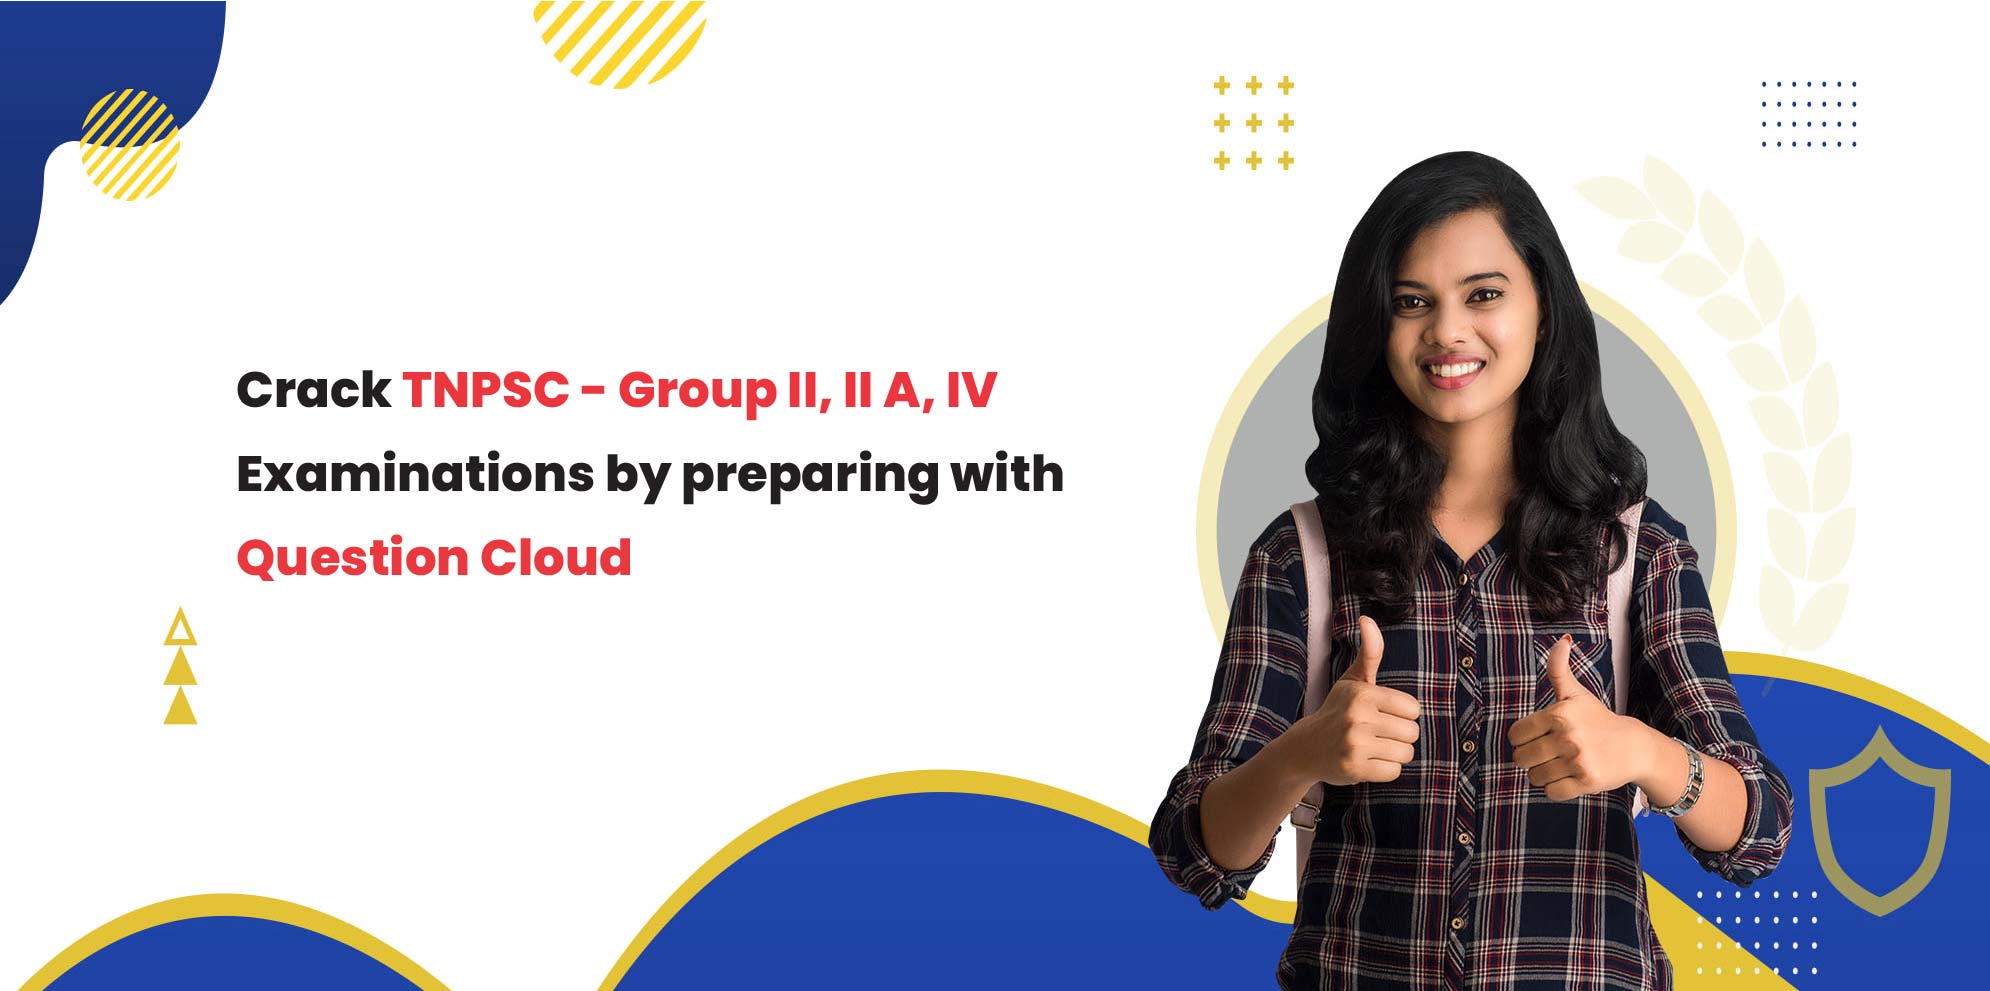 Crack TNPSC - Group II, II A, IV
Examinations by preparing with
Question Cloud